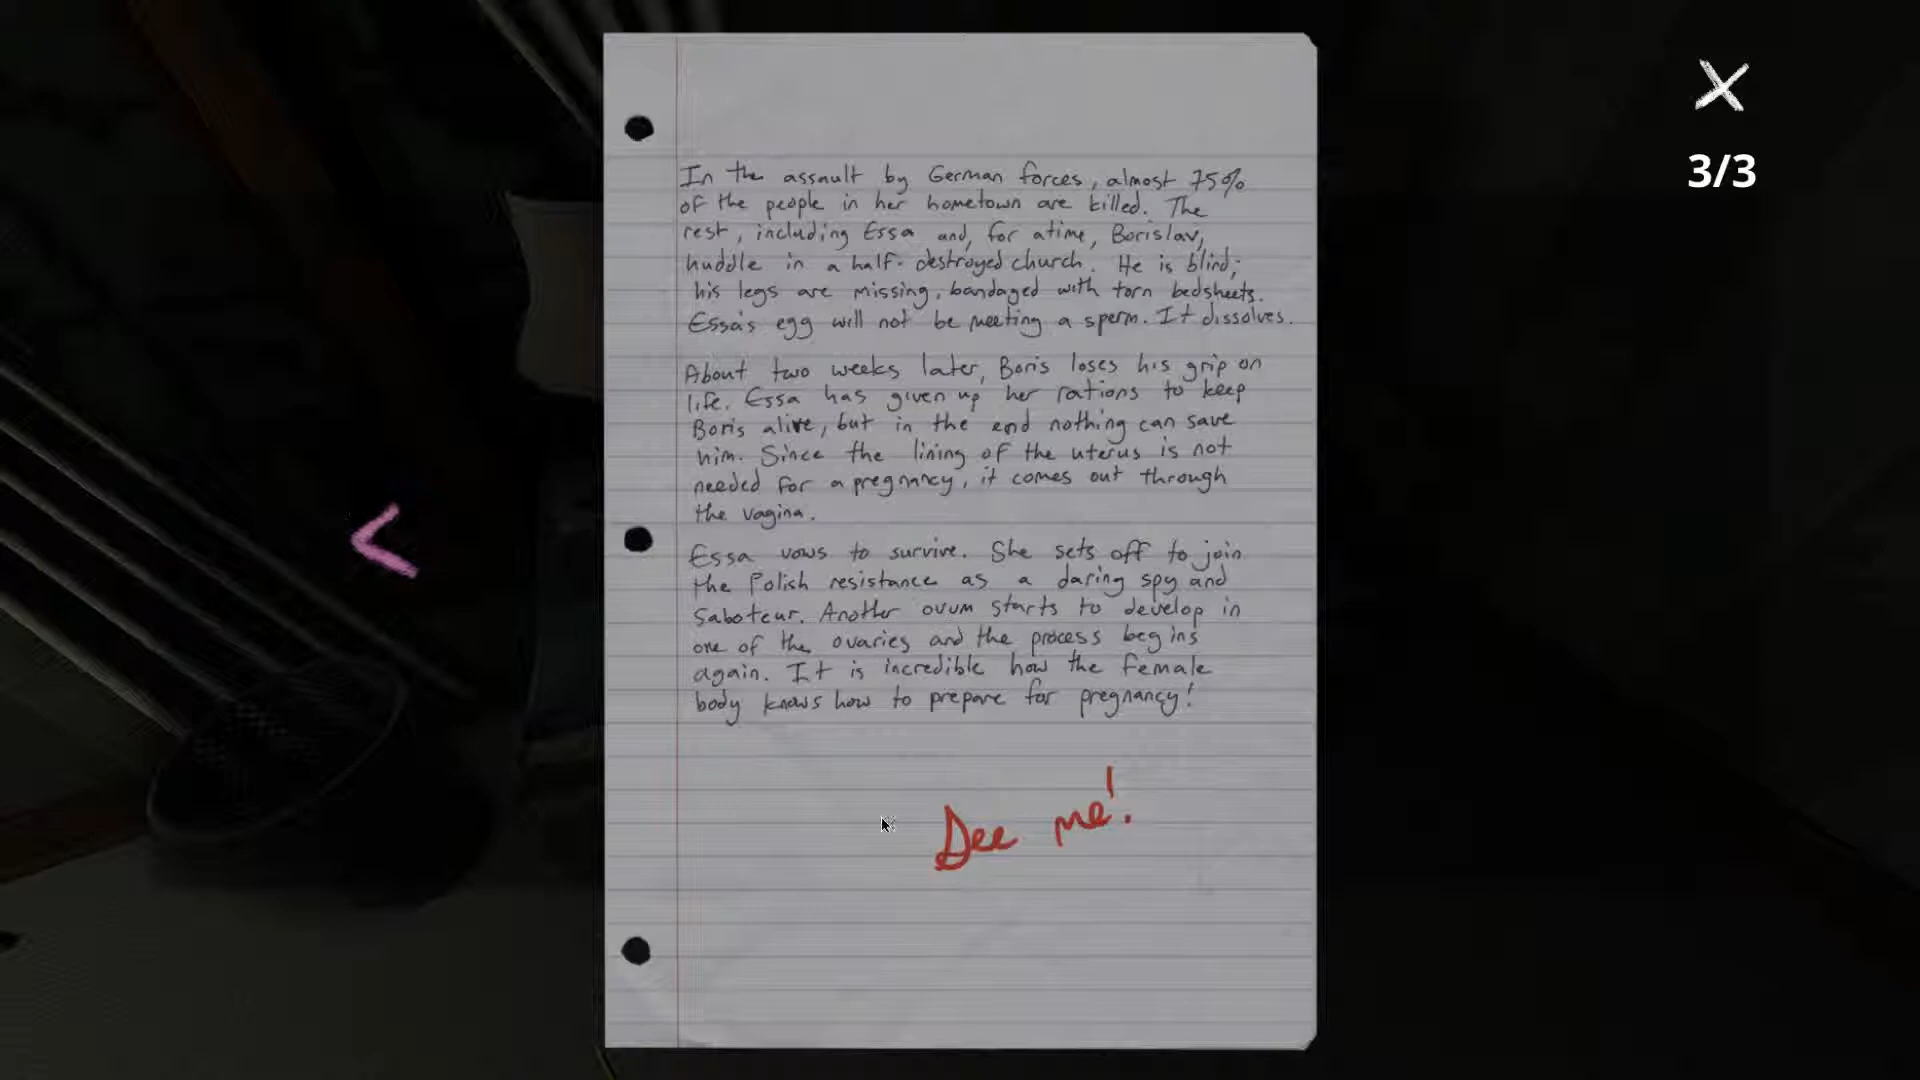 3/3
In the assault by German forces, almost 75%
of the people in her hometown are killed. The
rest, including Essa and, for atime, Borislav,
huddle in a half-destroyed church. He is blind;
his legs are missing, bandaged with torn bedsheets.
Essa's egg will not be meeting a sperm. It dissolves.
About two weeks later, Boris loses his grip on
life. Essa has given up her rations to keep
Boris alive, but in the end nothing can save
him. Since the lining of the uterus is not
needed for a pregnancy, it comes out through
the vagina.
Essa vows to survive. She sets off to join
the Polish resistance as a daring spy and
Saboteur. Another ovum starts to develop in
one of the ovaries and the process begins
again. It is incredible how the female
body knows how to prepare for pregnancy!
See me!